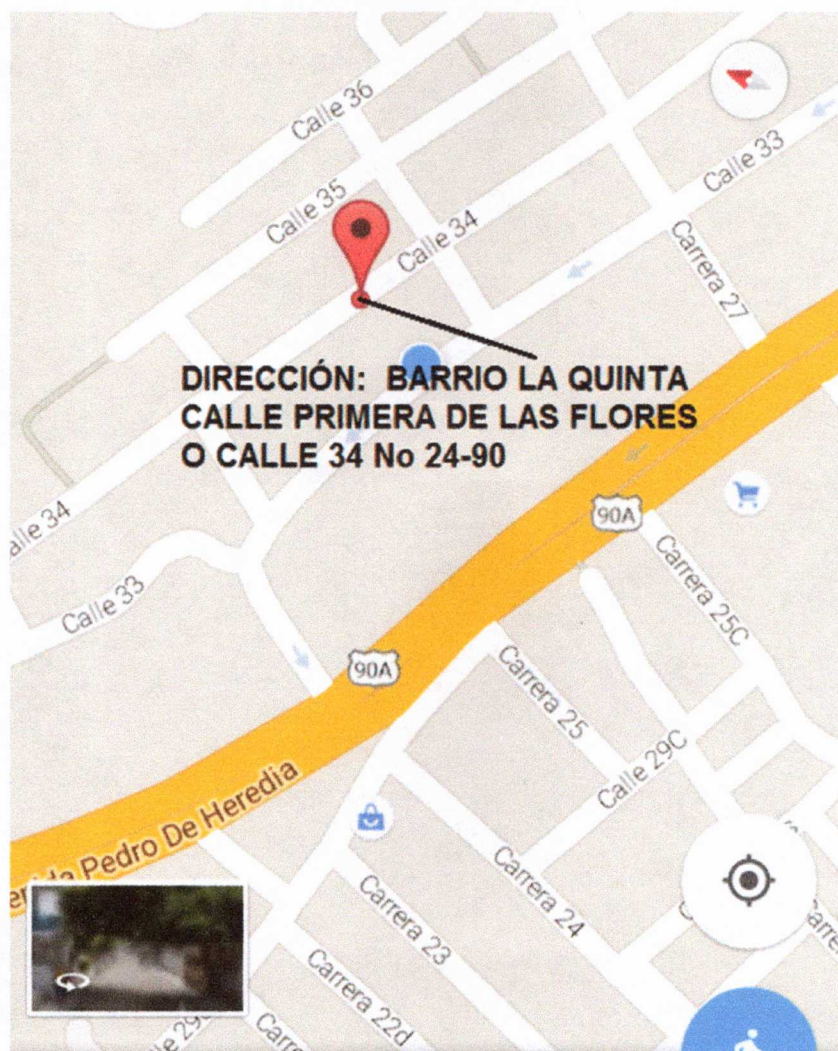 Calle 36
Calle 33
Calle 35
Calle 34
Carrera 27
DIRECCIÓN: BARRIO LA QUINTA
CALLE PRIMERA DE LAS FLORES
O CALLE 34 No 24-90
90A
alle 34
Carrera 25C
Calle 33
90A
Carrera 25
Calle 29C
Pedro De Heredia
Carrera 24
Carrera 23
Carrera 22d